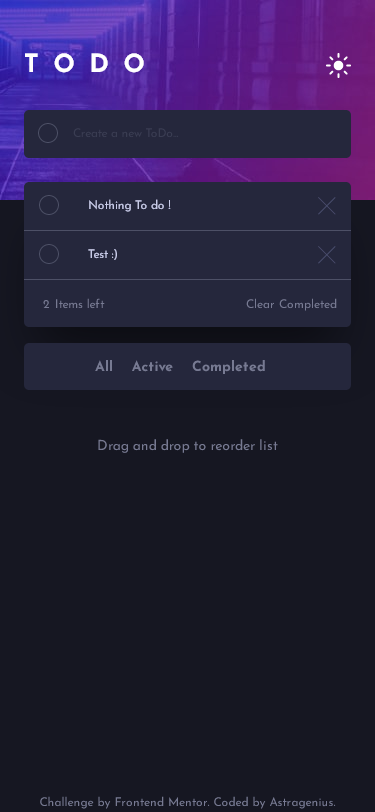 TODO
Create a new ToDo...
Nothing To do !
Test :)
2 Items left
Clear Completed
All Active Completed
Drag and drop to reorder list
Challenge by Frontend Mentor. Coded by Astragenius.